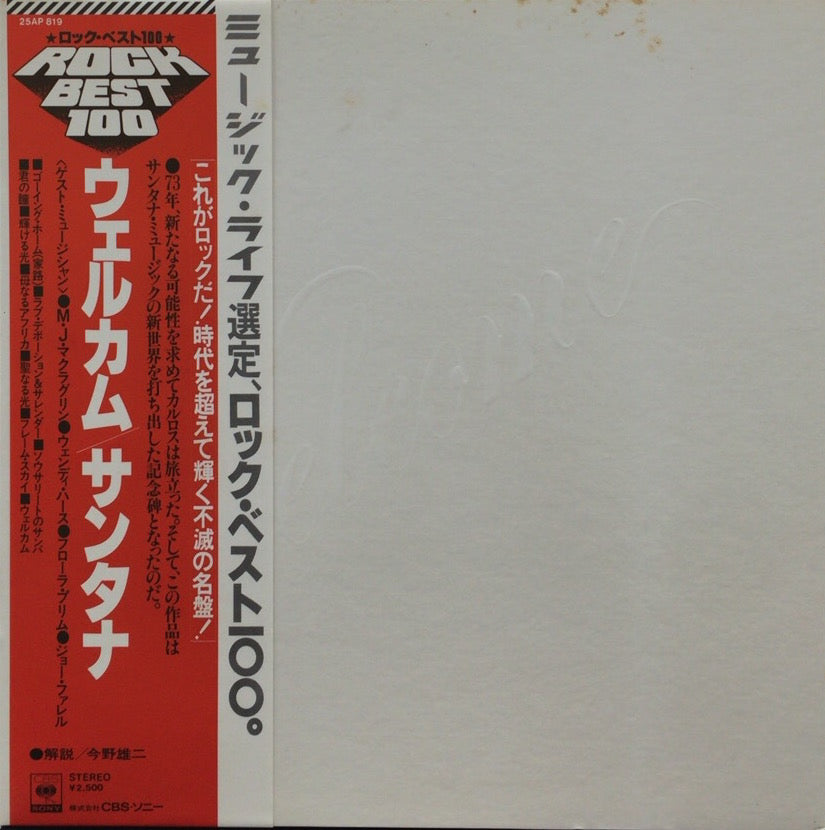 25AP 819
★ロック・ベスト100★
ROCK
BEST
100
ミュージック・ライフ選定、ロック・ベスト一〇〇。
「これがロックだ!時代を超えて輝く不滅の名盤!」
●73年、新たなる可能性を求めてカルロスは旅立った。そして、この作品は
サンタナ・ミュージックの新世界を打ち出した記念碑となったのだ。
ウェルカム/サンタナ
〈ゲスト・ミュージシャン〉●M・J・マクラグリン●ウェンディ・ハース●フローラ・プリム●ジョー・ファレル
■ゴーイング・ホーム(家路)■ラブ・デボーション&サレンダー■ソウサリートのサンバ
■君の瞳■輝ける光■母なるアフリカ■聖なる光■フレーム・スカイ■ウェルカム
●解説/今野雄二
CBS
SONY
STEREO
¥2,500
株式会社CBS・ソニー
Welcome